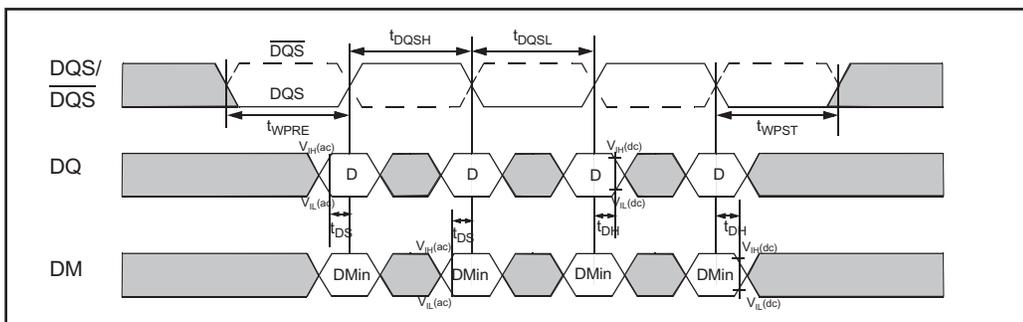 tDQSH tDQSL
DQS
DQS/
DQS
DQS
tWPRE tWPST
VIH(ac) VIH(dc)
DQ D D D D
VIL(ac) VIL(dc)
tDS tDS tDH tDH
VIH(ac) VIH(dc)
DM DMin DMin DMin DMin
VIL(ac) VIL(dc)